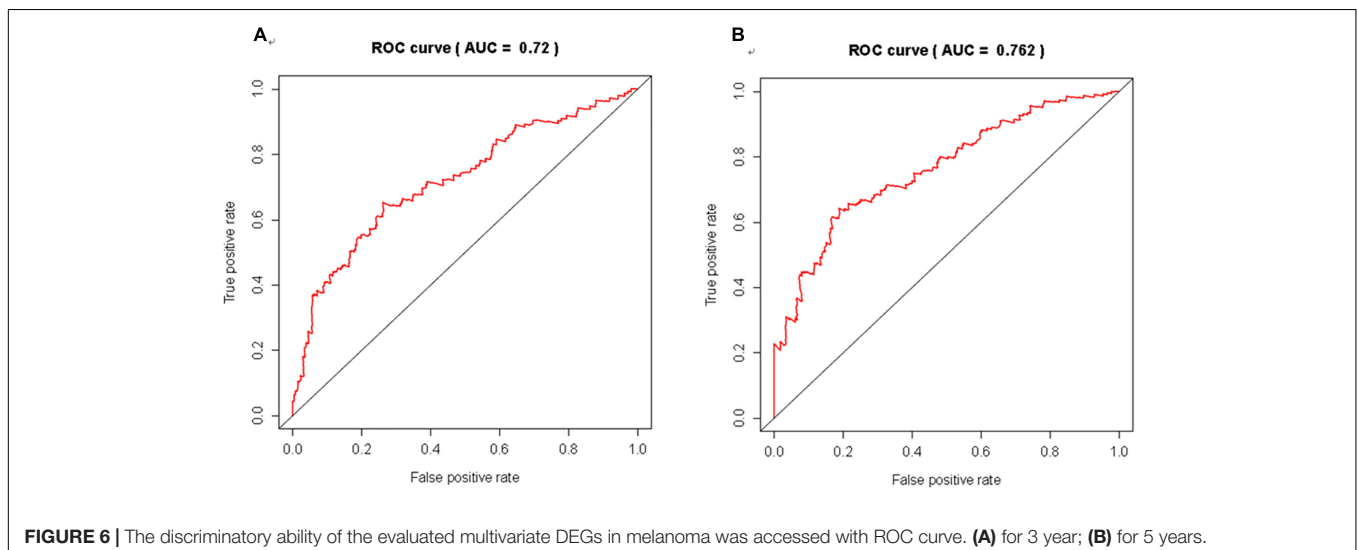 A
ROC curve ( AUC = 0.72 )
True positive rate
1.0
0.8
0.6
0.4
0.2
0.0
0.0 0.2 0.4 0.6 0.8 1.0
False positive rate
B
ROC curve ( AUC = 0.762 )
True positive rate
1.0
0.8
0.6
0.4
0.2
0.0
0.0 0.2 0.4 0.6 0.8 1.0
False positive rate
FIGURE 6 | The discriminatory ability of the evaluated multivariate DEGs in melanoma was accessed with ROC curve. (A) for 3 year; (B) for 5 years.